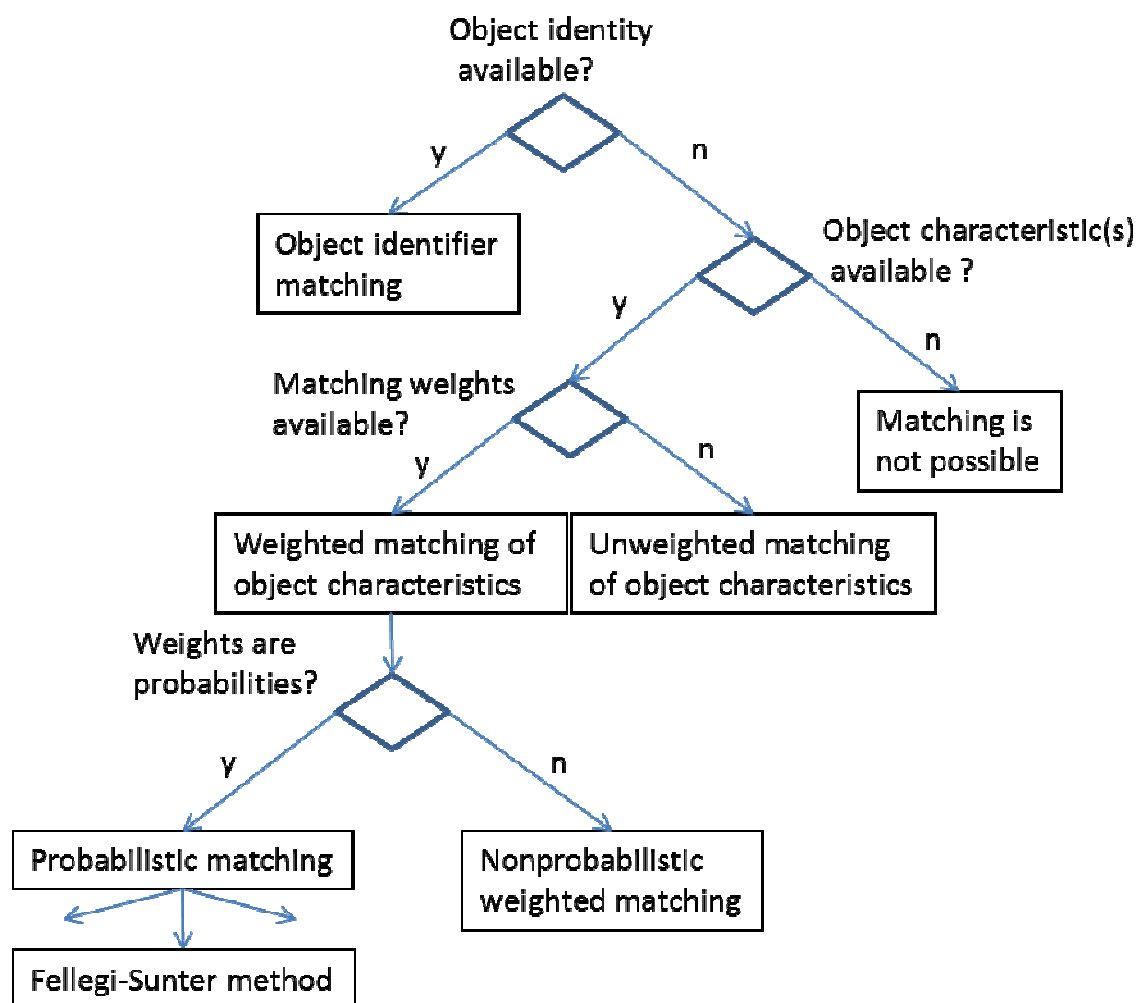 Object identity
available?
y
n
Object identifier
matching
Object characteristic(s)
available ?
y
n
Matching weights
available?
Matching is
not possible
y
n
Weighted matching of
object characteristics
Unweighted matching
of object characteristics
Weights are
probabilities?
y
n
Probabilistic matching
Nonprobabilistic
weighted matching
Fellegi-Sunter method